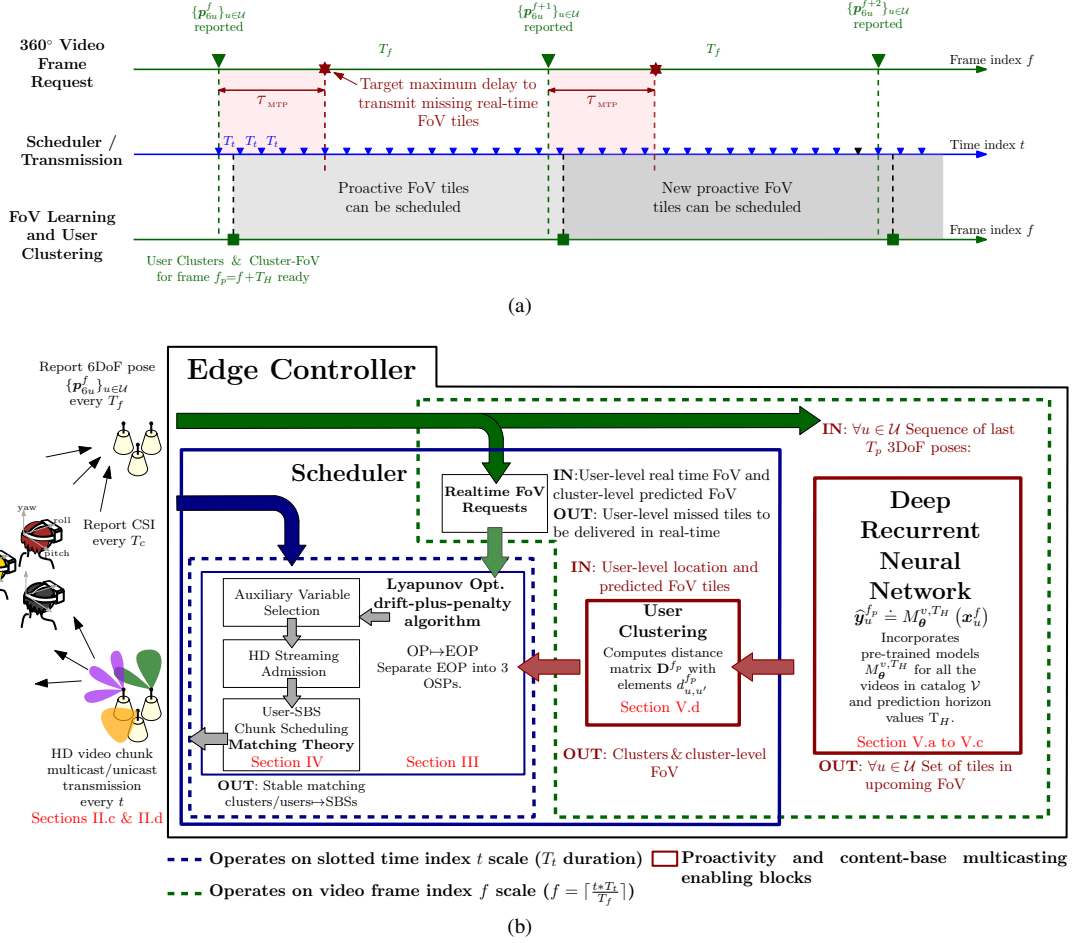 {p^f_{6u}}_{u∈𝒰}
reported
{p^{f+1}_{6u}}_{u∈𝒰}
reported
{p^{f+2}_{6u}}_{u∈𝒰}
reported
360° Video
Frame
Request
T_f
T_f
Frame index f
τ_MTP
Target maximum delay to
transmit missing real-time
FoV tiles
τ_MTP
Scheduler /
Transmission
T_t T_t T_t
Time index t
Proactive FoV tiles
can be scheduled
New proactive FoV
tiles can be scheduled
FoV Learning
and User
Clustering
Frame index f
User Clusters & Cluster-FoV
for frame f_p=f+T_H ready
(a)
Report 6DoF pose
{p^f_{6u}}_{u∈𝒰}
every T_f
Edge Controller
Scheduler
Report CSI
every T_c
yaw
roll
pitch
HD video chunk
multicast/unicast
transmission
every t
Sections II.c & II.d
Realtime FoV
Requests
IN:User-level real time FoV and
cluster-level predicted FoV
OUT: User-level missed tiles to
be delivered in real-time
IN: ∀u ∈ 𝒰 Sequence of last
T_p 3DoF poses:
Auxiliary Variable
Selection
HD Streaming
Admission
User-SBS
Chunk Scheduling
Matching Theory
Section IV
Lyapunov Opt.
drift-plus-penalty
algorithm
OP↦EOP
Separate EOP into 3
OSPs.
Section III
OUT: Stable matching
clusters/users↦SBSs
IN: User-level location and
predicted FoV tiles
User
Clustering
Computes distance
matrix D^{f_p} with
elements d^{f_p}_{u,u'}
Section V.d
OUT: Clusters & cluster-level
FoV
Deep
Recurrent
Neural
Network
ŷ^{f_p}_u ≐ M^{v,T_H}_θ (x^f_u)
Incorporates
pre-trained models
M^{v,T_H}_θ for all the
videos in catalog 𝒱
and prediction horizon
values T_H.
Section V.a to V.c
OUT: ∀u ∈ 𝒰 Set of tiles in
upcoming FoV
Operates on slotted time index t scale (T_t duration)
Operates on video frame index f scale (f = ⌈t*T_t/T_f⌉)
Proactivity and content-base multicasting
enabling blocks
(b)